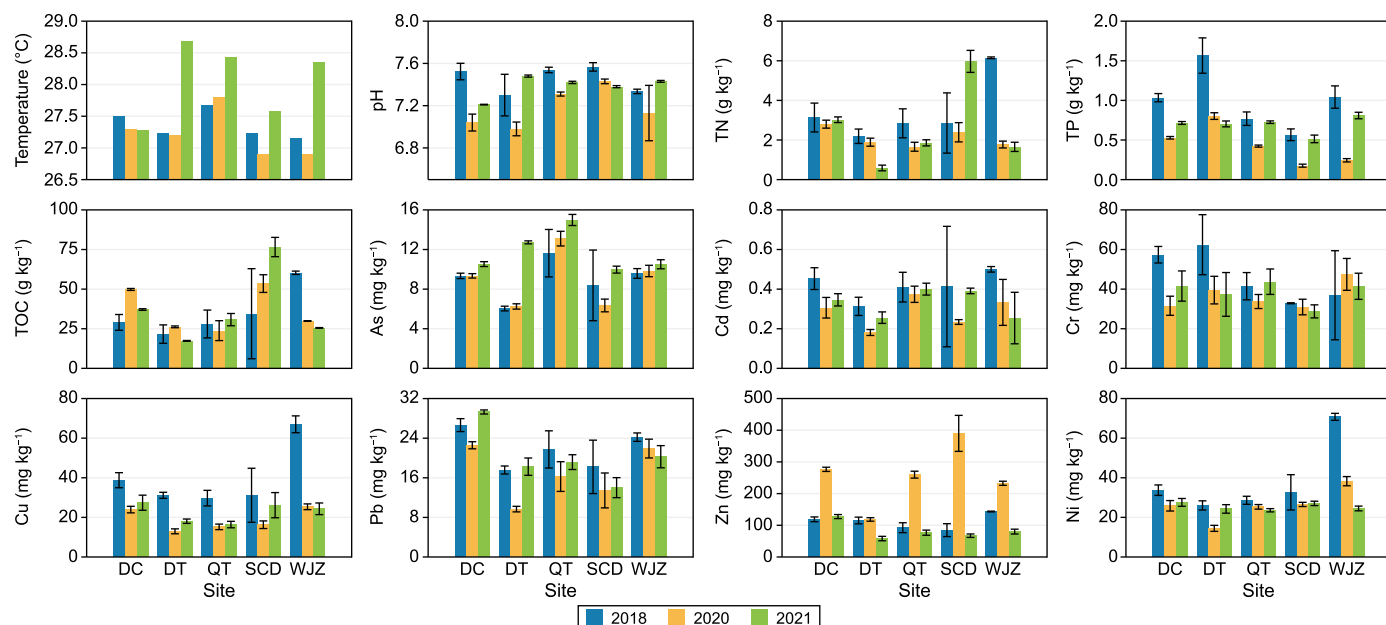 Temperature (°C)
29.0
28.5
28.0
27.5
27.0
26.5
pH
8.0
7.6
7.2
6.8
TN (g kg⁻¹)
8
6
4
2
0
TP (g kg⁻¹)
2.0
1.5
1.0
0.5
0.0
TOC (g kg⁻¹)
100
75
50
25
0
As (mg kg⁻¹)
16
12
8
4
0
Cd (mg kg⁻¹)
0.8
0.6
0.4
0.2
0.0
Cr (mg kg⁻¹)
80
60
40
20
0
Cu (mg kg⁻¹)
80
60
40
20
0
DC DT QT SCD WJZ
Site
Pb (mg kg⁻¹)
32
24
16
8
0
DC DT QT SCD WJZ
Site
Zn (mg kg⁻¹)
500
400
300
200
100
0
DC DT QT SCD WJZ
Site
Ni (mg kg⁻¹)
80
60
40
20
0
DC DT QT SCD WJZ
Site
2018 2020 2021